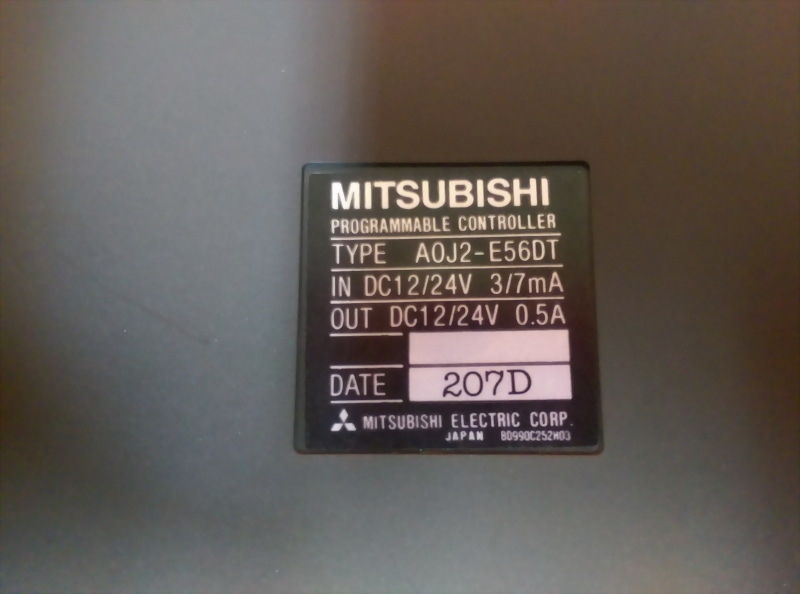 MITSUBISHI
PROGRAMMABLE CONTROLLER
TYPE A0J2-E56DT
IN DC12/24V 3/7mA
OUT DC12/24V 0.5A
DATE 207D
MITSUBISHI ELECTRIC CORP.
JAPAN BD990C252H03